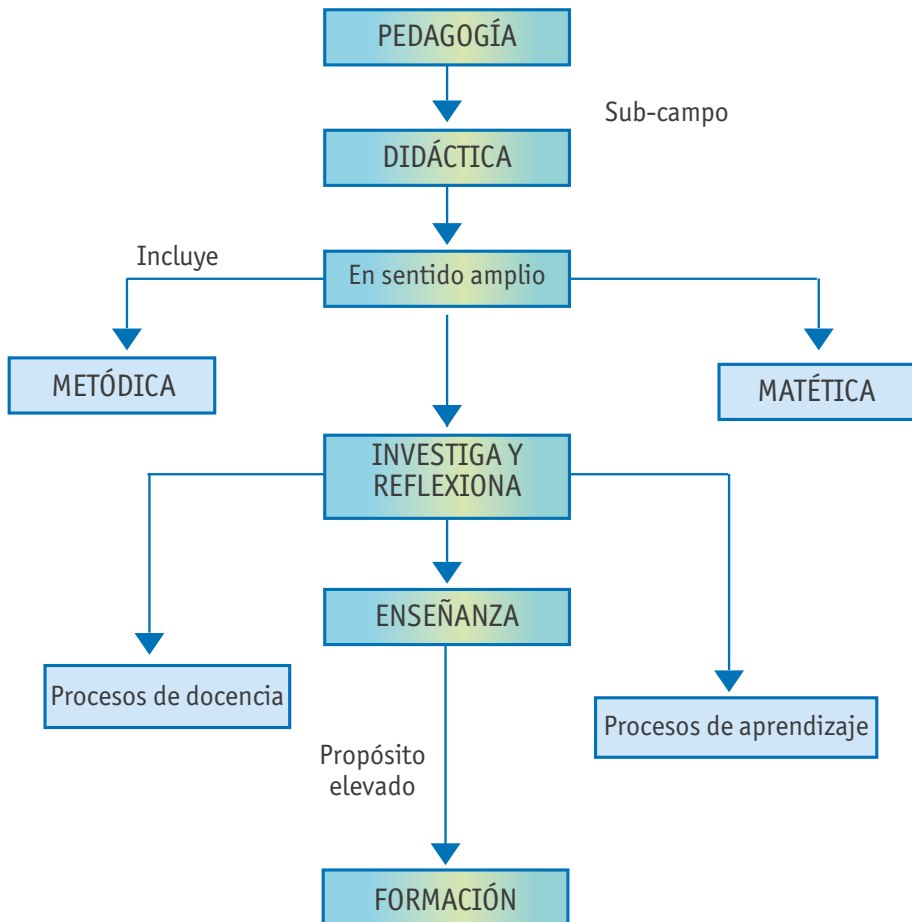 PEDAGOGÍA
Sub-campo
DIDÁCTICA
Incluye
En sentido amplio
METÓDICA
MATÉTICA
INVESTIGA Y
REFLEXIONA
ENSEÑANZA
Procesos de docencia
Procesos de aprendizaje
Propósito
elevado
FORMACIÓN